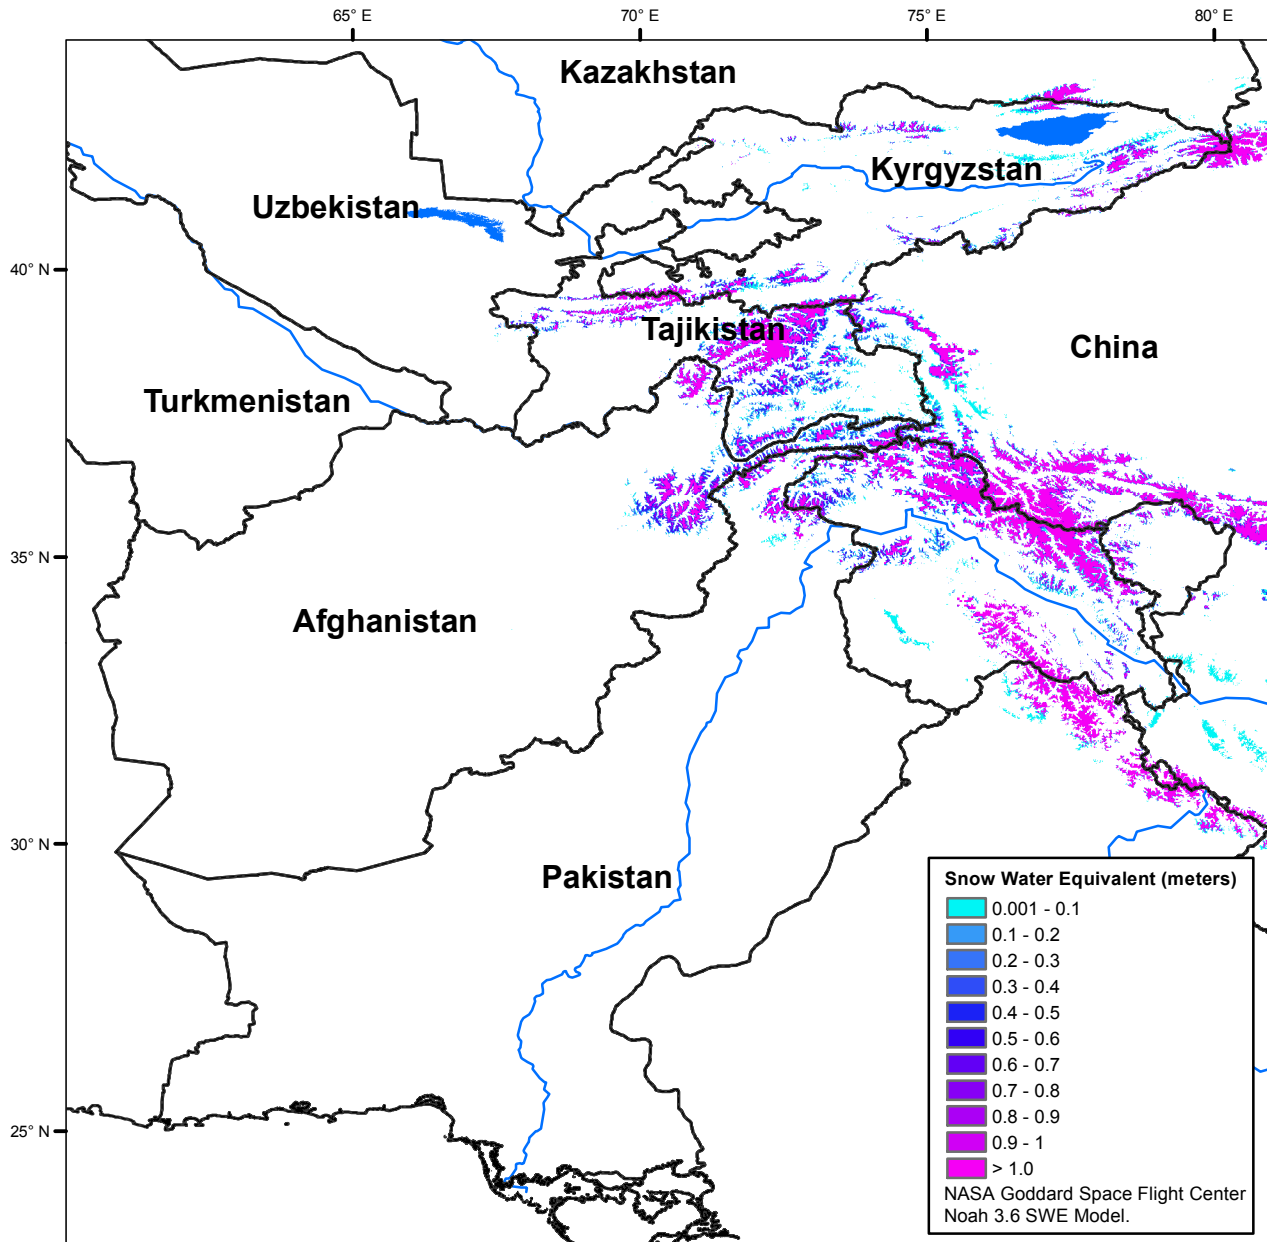 65° E
70° E
75° E
80° E
Kazakhstan
Kyrgyzstan
Uzbekistan
40° N
Tajikistan
China
Turkmenistan
35° N
Afghanistan
30° N
Pakistan
25° N
Snow Water Equivalent (meters)
0.001 - 0.1
0.1 - 0.2
0.2 - 0.3
0.3 - 0.4
0.4 - 0.5
0.5 - 0.6
0.6 - 0.7
0.7 - 0.8
0.8 - 0.9
0.9 - 1
> 1.0
NASA Goddard Space Flight Center
Noah 3.6 SWE Model.